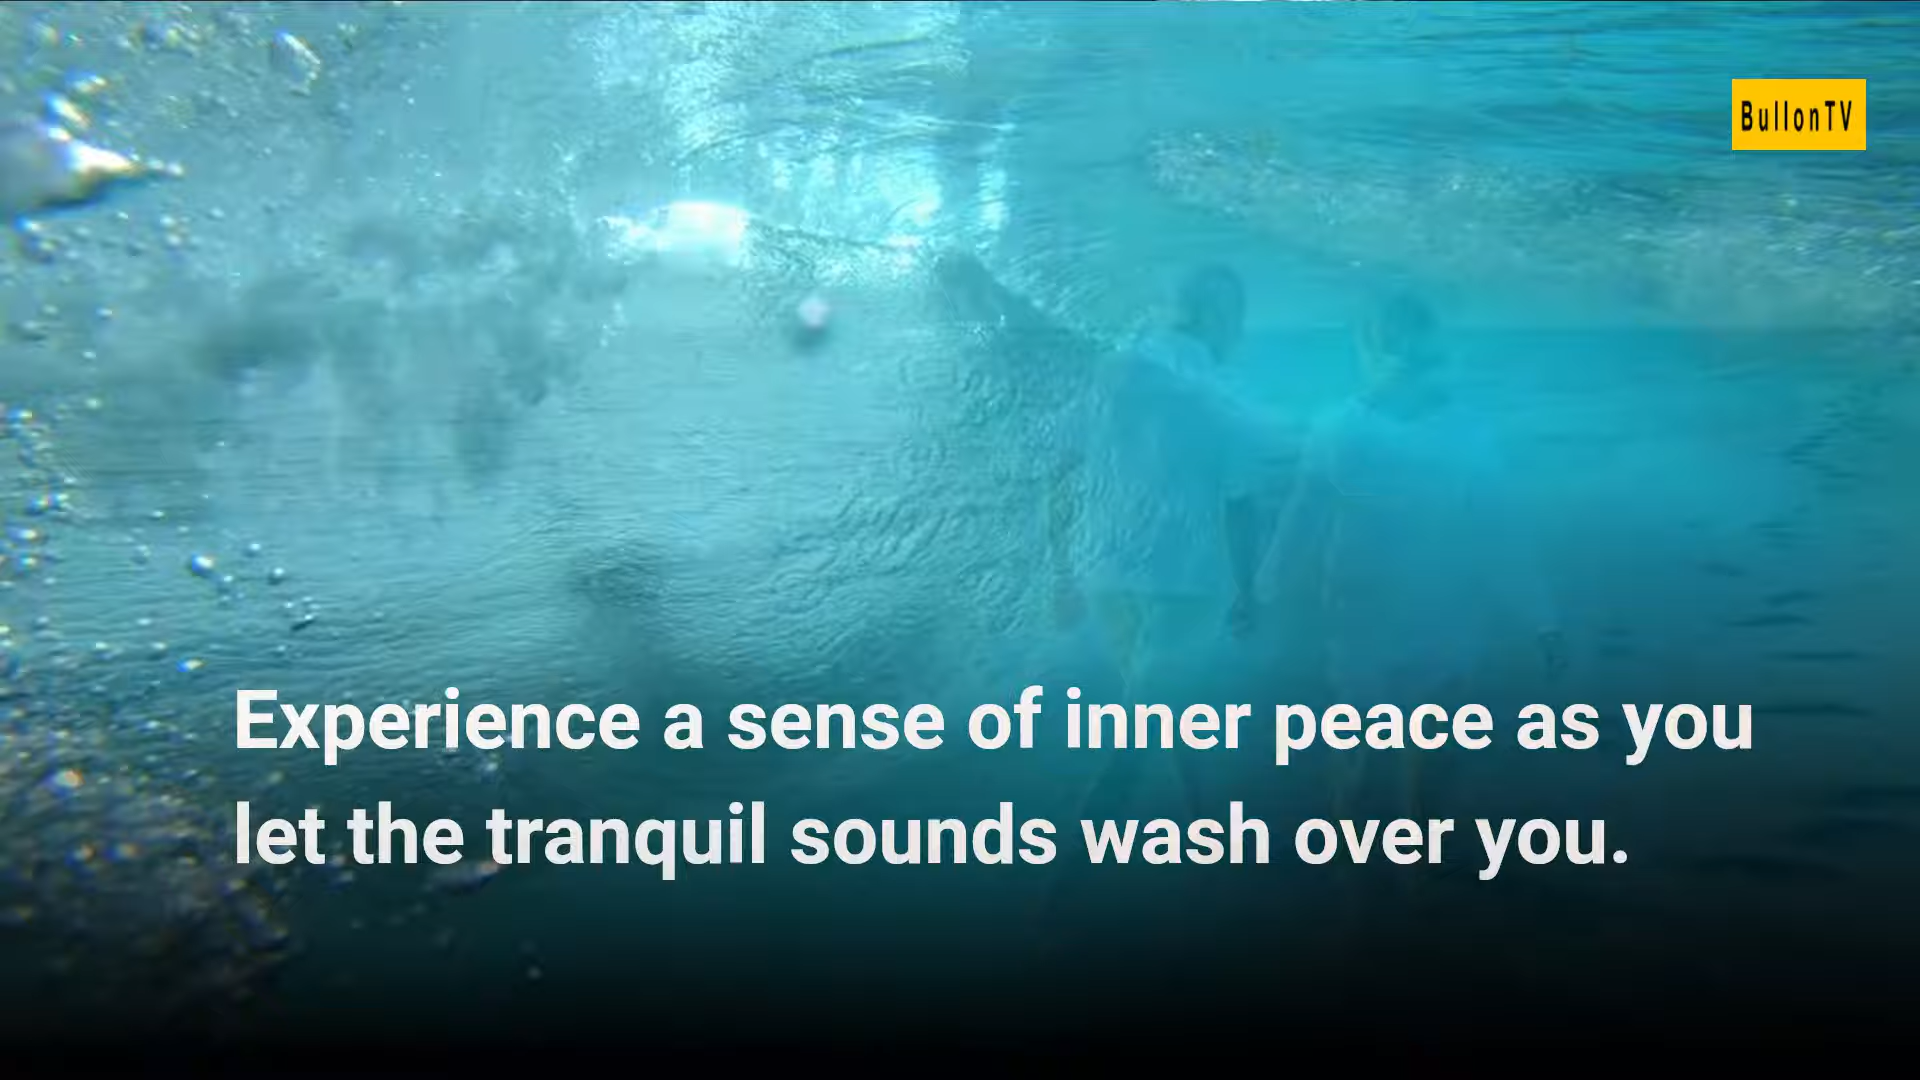 BullonTV
Experience a sense of inner peace as you
let the tranquil sounds wash over you.